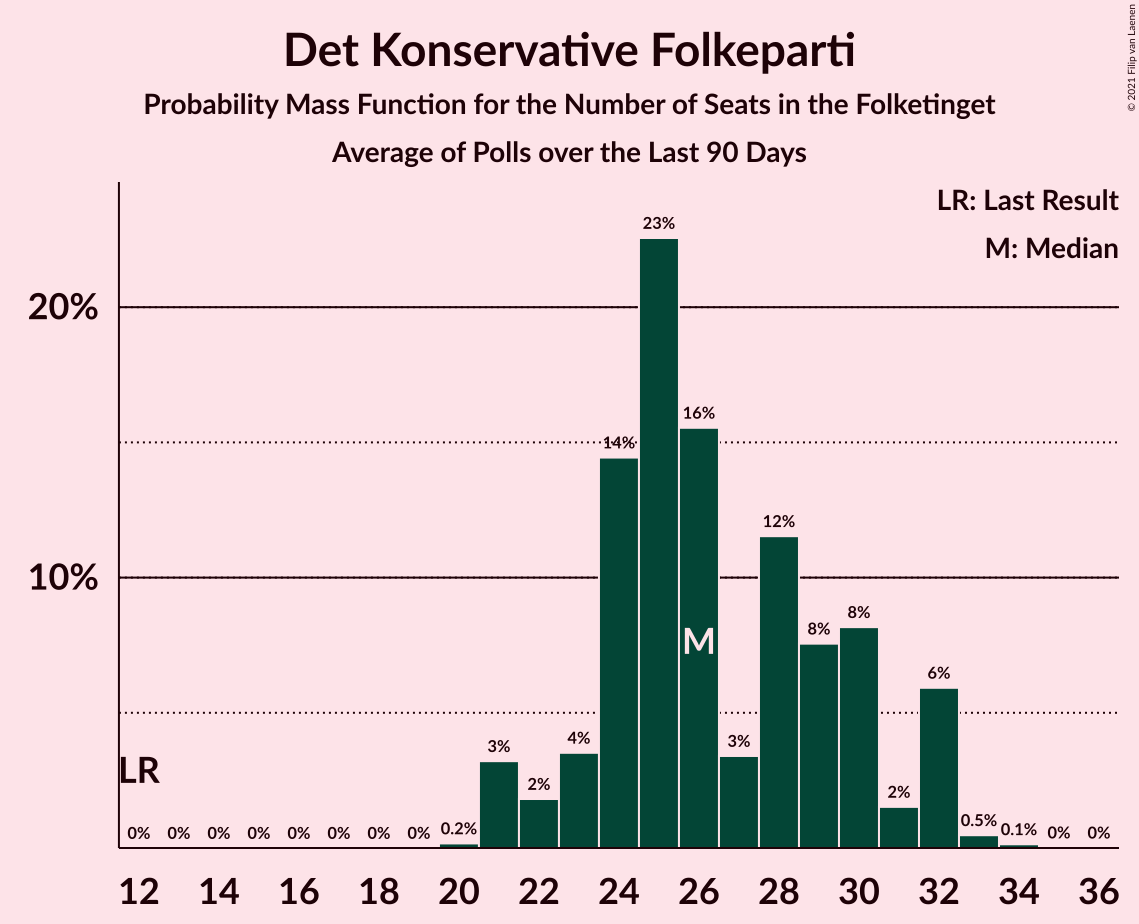 Det Konservative Folkeparti
Probability Mass Function for the Number of Seats in the Folketinget
Average of Polls over the Last 90 Days
© 2021 Filip van Laenen
LR: Last Result
M: Median
20%
10%
23%
16%
14%
12%
8%
8%
6%
3%
2%
4%
3%
2%
0% 0% 0% 0% 0% 0% 0% 0% 0.2%
0.5% 0.1% 0% 0%
LR
M
12 14 16 18 20 22 24 26 28 30 32 34 36